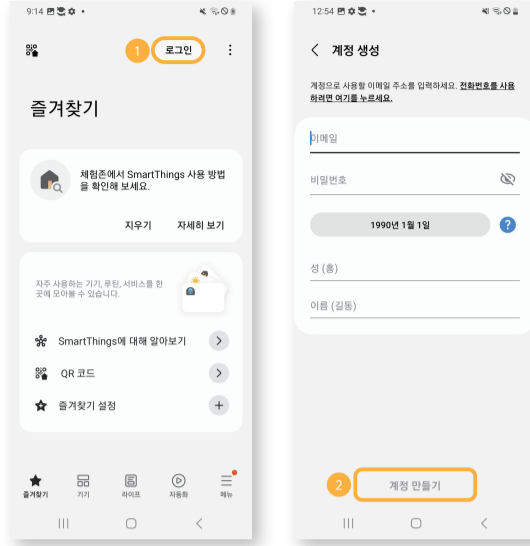 9:14
1
로그인
즐겨찾기
체험존에서 SmartThings 사용 방법
을 확인해 보세요.
지우기
자세히 보기
자주 사용하는 기기, 루틴, 서비스를 한
곳에 모아볼 수 있습니다.
SmartThings에 대해 알아보기
QR 코드
즐겨찾기 설정
즐겨찾기
기기
라이프
자동화
메뉴
12:54
계정 생성
계정으로 사용할 이메일 주소를 입력하세요. 전화번호를 사용
하려면 여기를 누르세요.
이메일
비밀번호
1990년 1월 1일
?
성 (홍)
이름 (길동)
2
계정 만들기